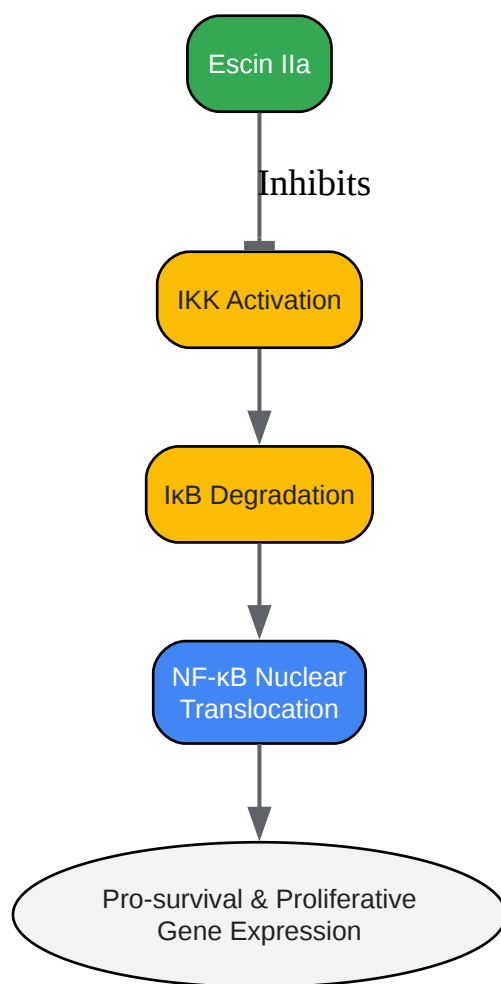 Escin IIa
Inhibits
IKK Activation
IκB Degradation
NF-κB Nuclear
Translocation
Pro-survival & Proliferative
Gene Expression